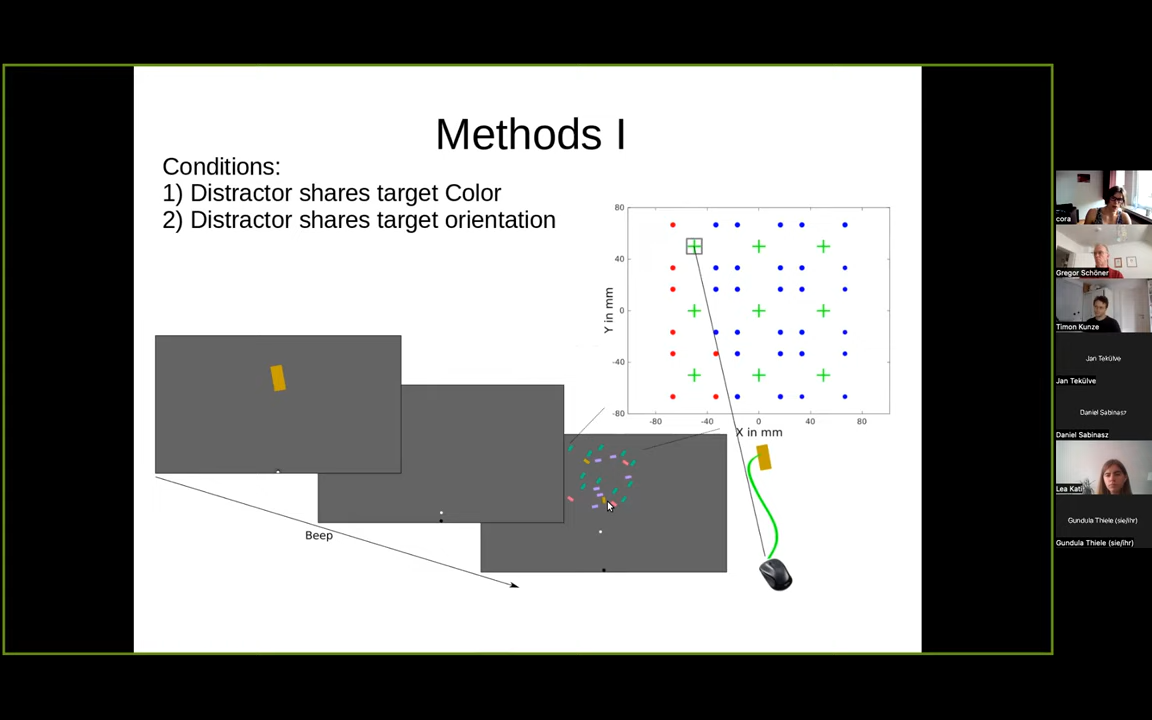 Methods I
Conditions:
1) Distractor shares target Color
2) Distractor shares target orientation
80
40
0
-40
-80
Y in mm
-80
-40
0
40
80
X in mm
Beep
cora
Gregor Schöner
Timon Kunze
Jan Tekülve
Jan Tekülve
Daniel Sabinasz
Daniel Sabinasz
Lea Kati
Gundula Thiele (sie/ihr)
Gundula Thiele (sie/ihr)